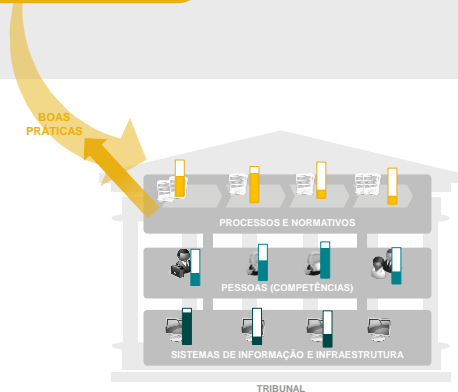 BOAS
PRÁTICAS
PROCESSOS E NORMATIVOS
PESSOAS (COMPETÊNCIAS)
SISTEMAS DE INFORMAÇÃO E INFRAESTRUTURA
TRIBUNAL